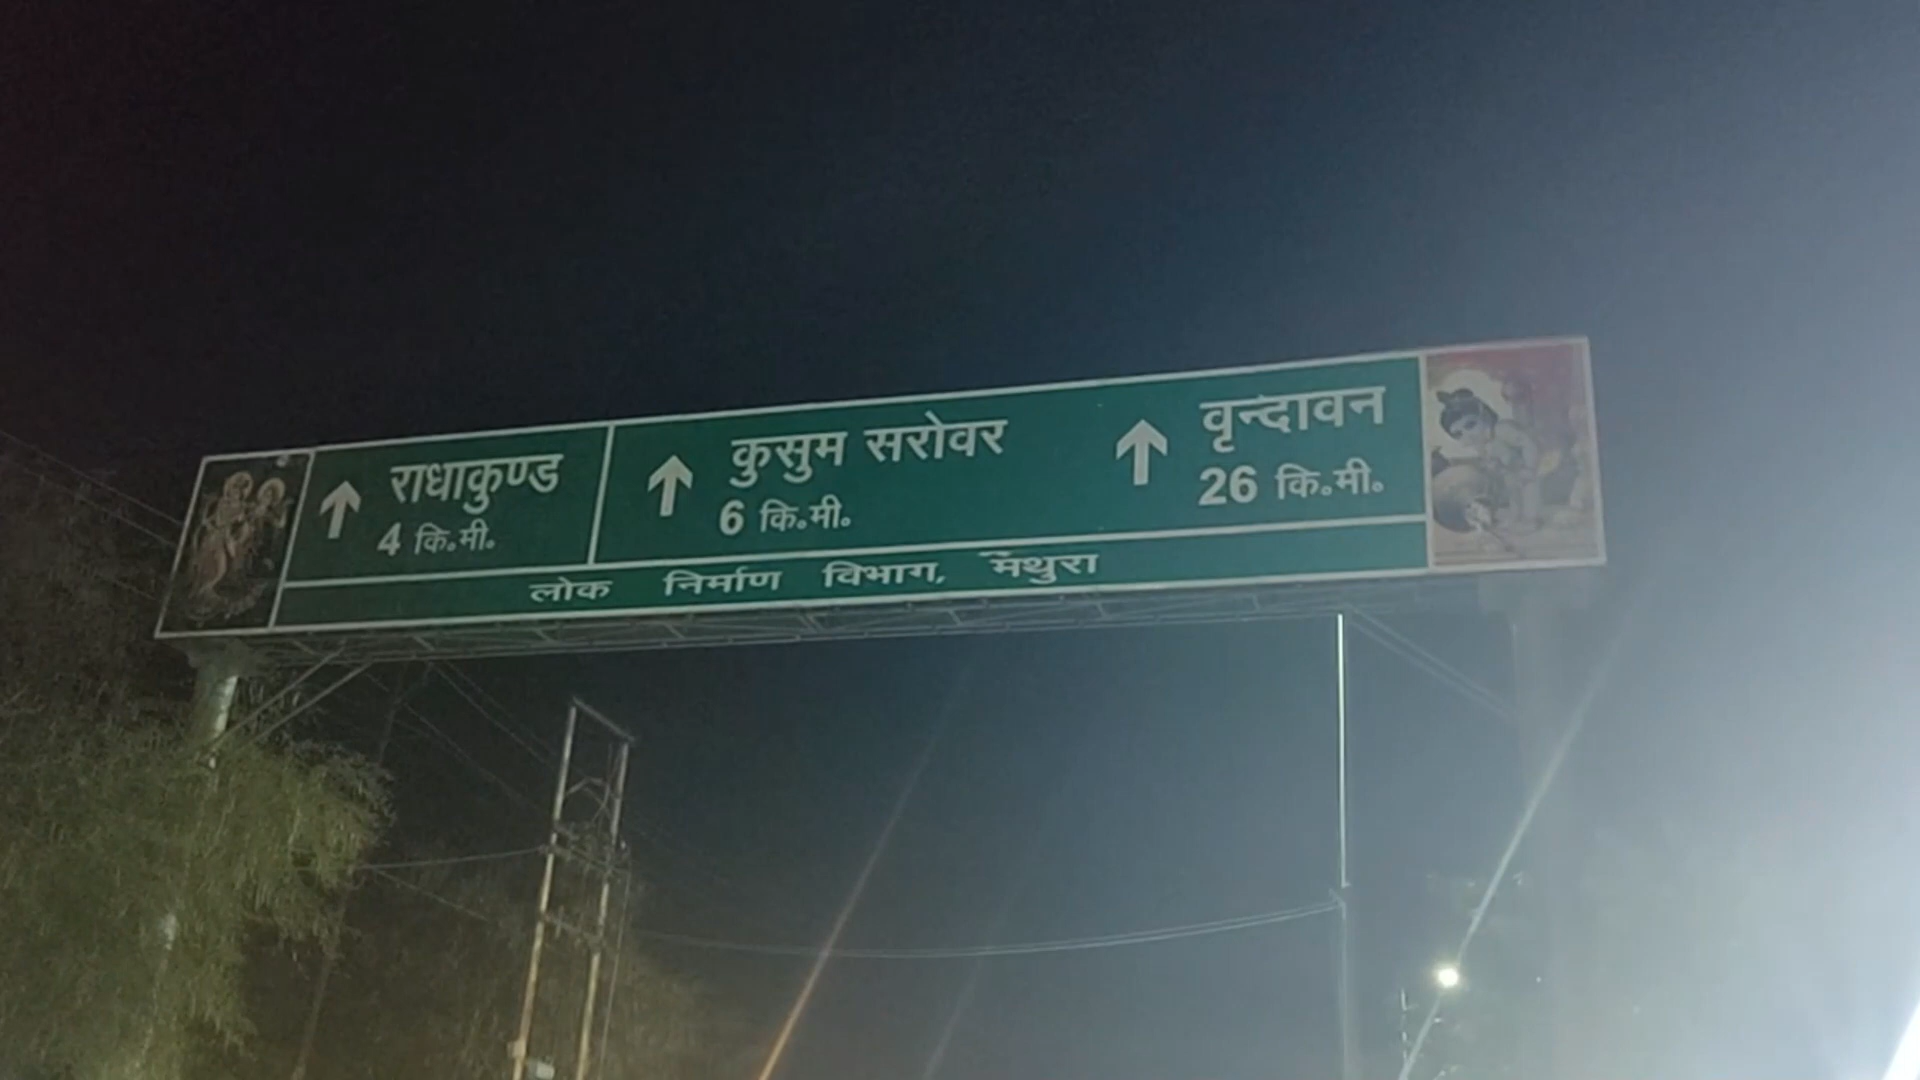 राधाकुण्ड
4 कि॰मी॰
कुसुम सरोवर
6 कि॰मी॰
वृन्दावन
26 कि॰मी॰
लोक निर्माण विभाग, मथुरा